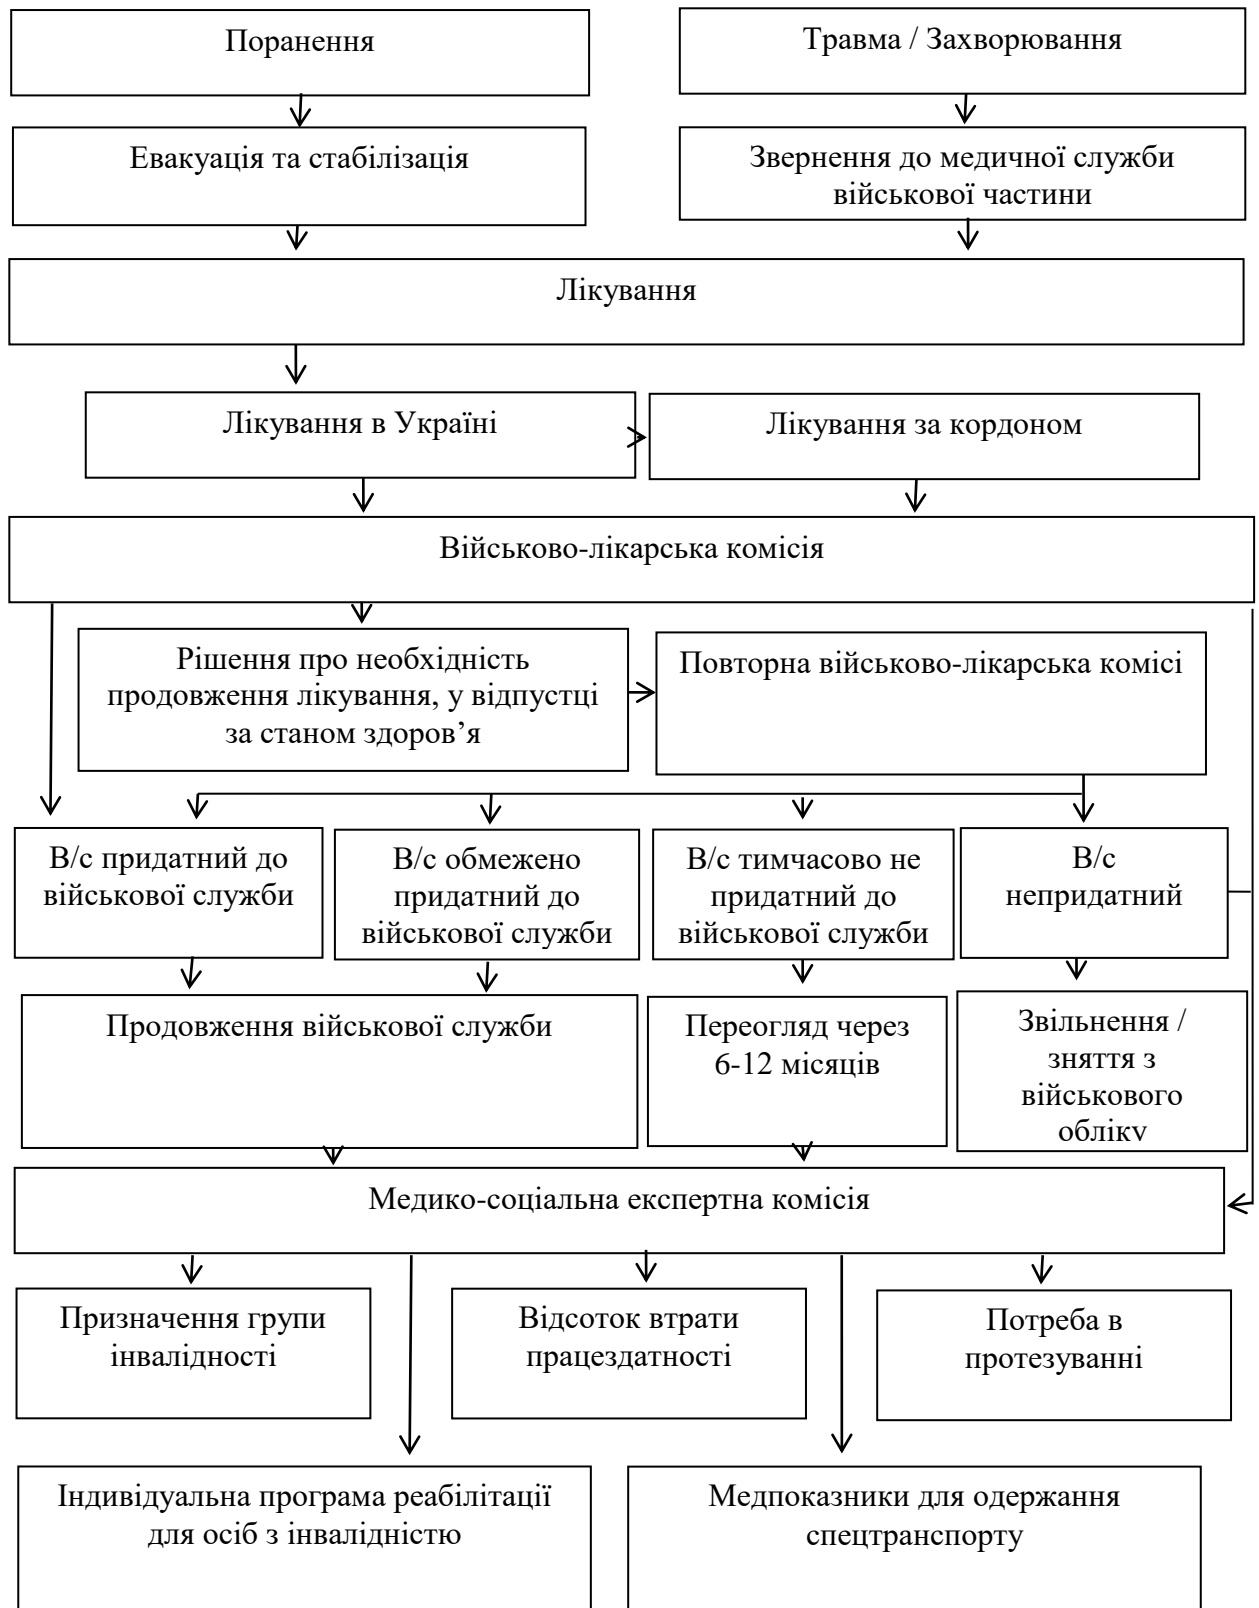 Поранення
Травма / Захворювання
Евакуація та стабілізація
Звернення до медичної служби
військової частини
Лікування
Лікування в Україні
Лікування за кордоном
Військово-лікарська комісія
Рішення про необхідність
продовження лікування, у відпустці
за станом здоров’я
Повторна військово-лікарська комісі
В/с придатний до
військової служби
В/с обмежено
придатний до
військової служби
В/с тимчасово не
придатний до
військової служби
В/с
непридатний
Продовження військової служби
Переогляд через
6-12 місяців
Звільнення /
зняття з
військового
обліку
Медико-соціальна експертна комісія
Призначення групи
інвалідності
Відсоток втрати
працездатності
Потреба в
протезуванні
Індивідуальна програма реабілітації
для осіб з інвалідністю
Медпоказники для одержання
спецтранспорту